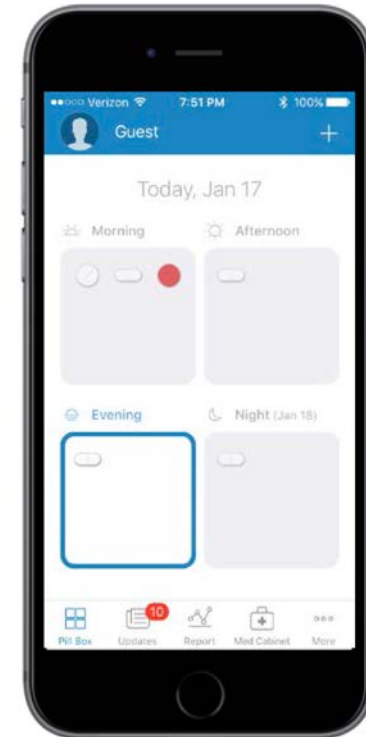 Verizon 7:51 PM 100%
Guest +
Today, Jan 17
Morning Afternoon
Evening Night (Jan 18)
10
Pill Box Updates Report Med Cabinet More